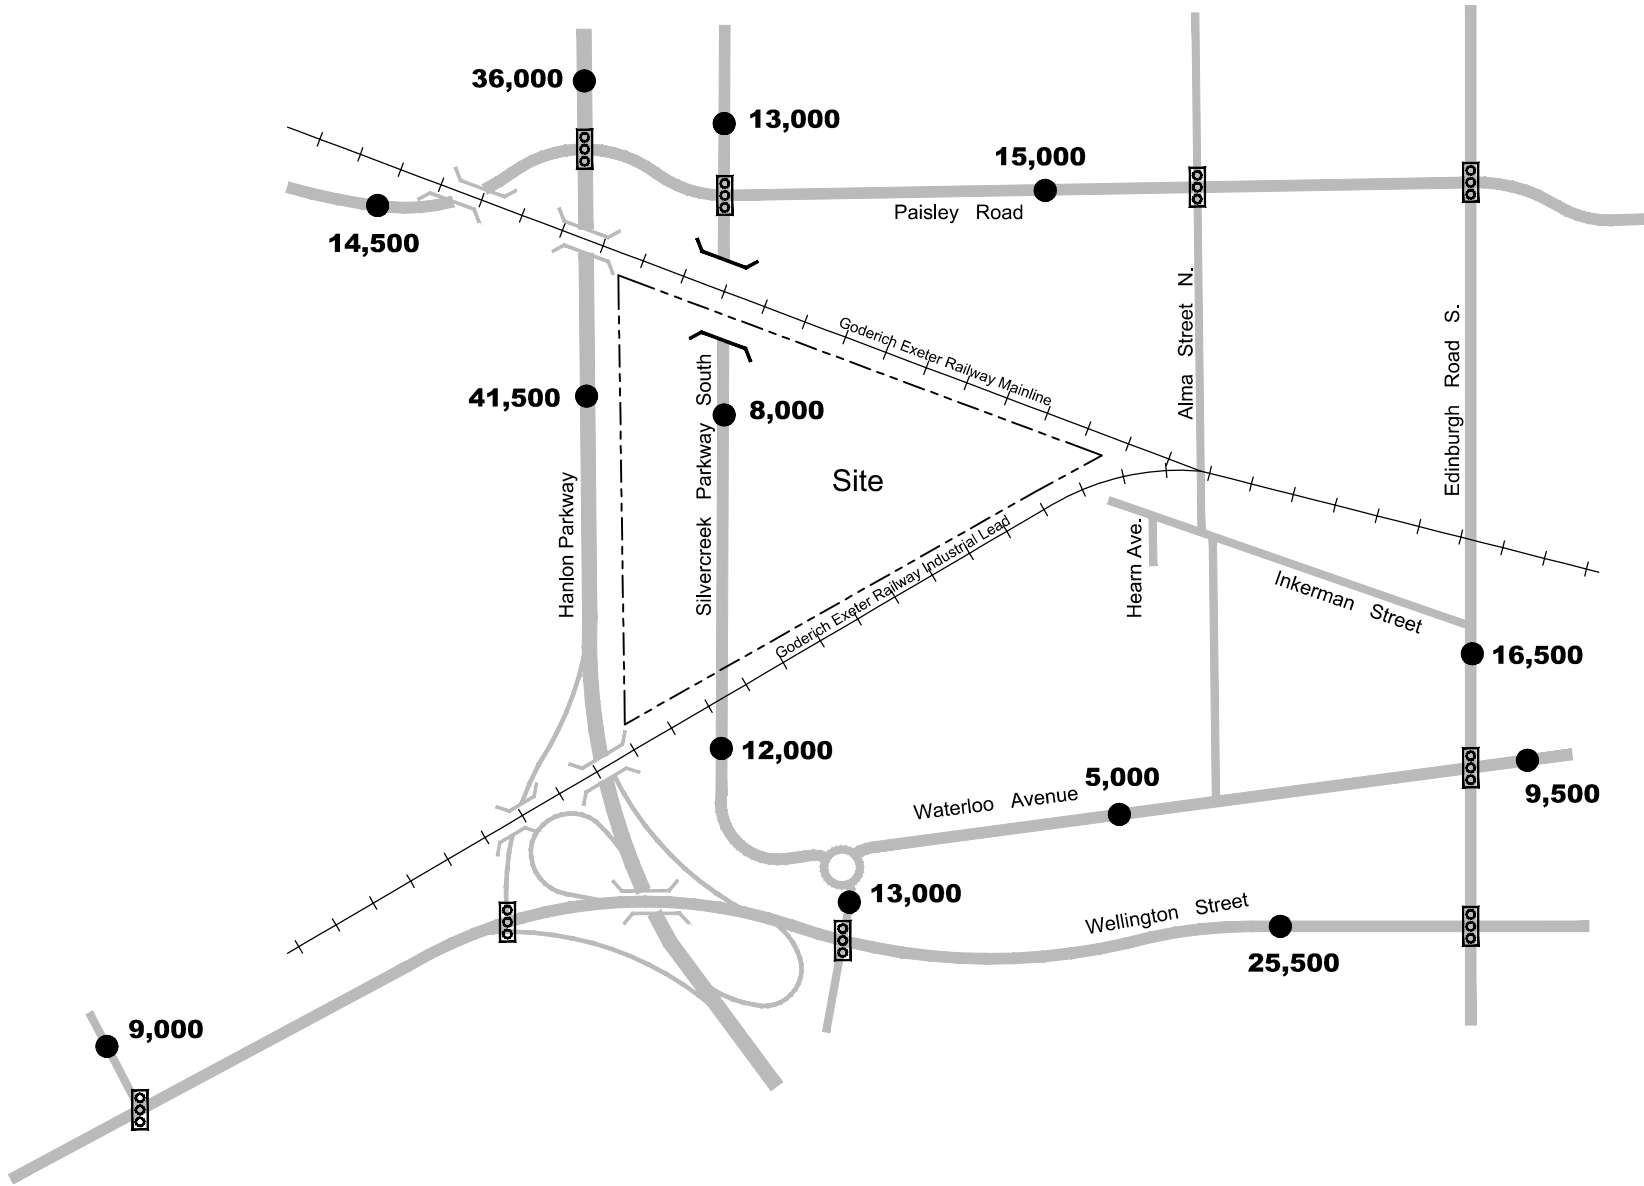 36,000
13,000
15,000
Paisley Road
14,500
Goderich Exeter Railway Mainline
Alma Street N.
Edinburgh Road S.
41,500
8,000
Silvercreek Parkway South
Site
Hanlon Parkway
Goderich Exeter Railway Industrial Lead
Hearn Ave.
Inkerman Street
16,500
12,000
5,000
Waterloo Avenue
9,500
13,000
Wellington Street
25,500
9,000